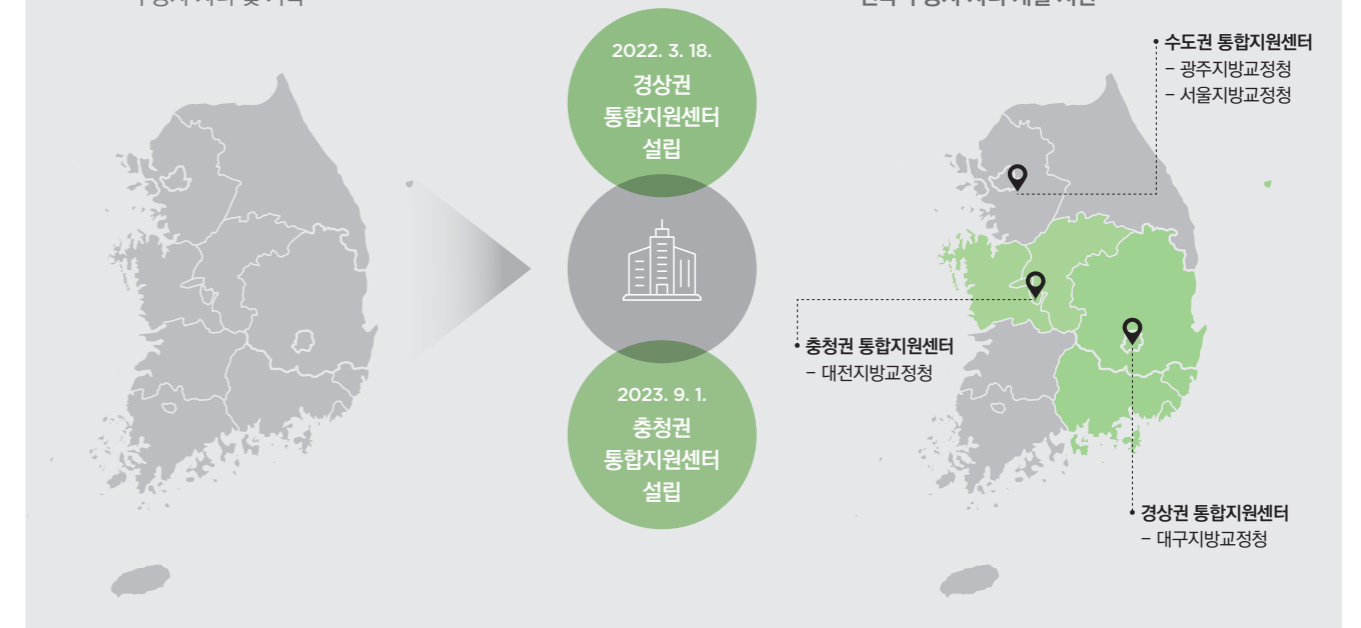 2022. 3. 18.
경상권
통합지원센터
설립
2023. 9. 1.
충청권
통합지원센터
설립
• 수도권 통합지원센터
– 광주지방교정청
– 서울지방교정청
• 충청권 통합지원센터
– 대전지방교정청
• 경상권 통합지원센터
– 대구지방교정청